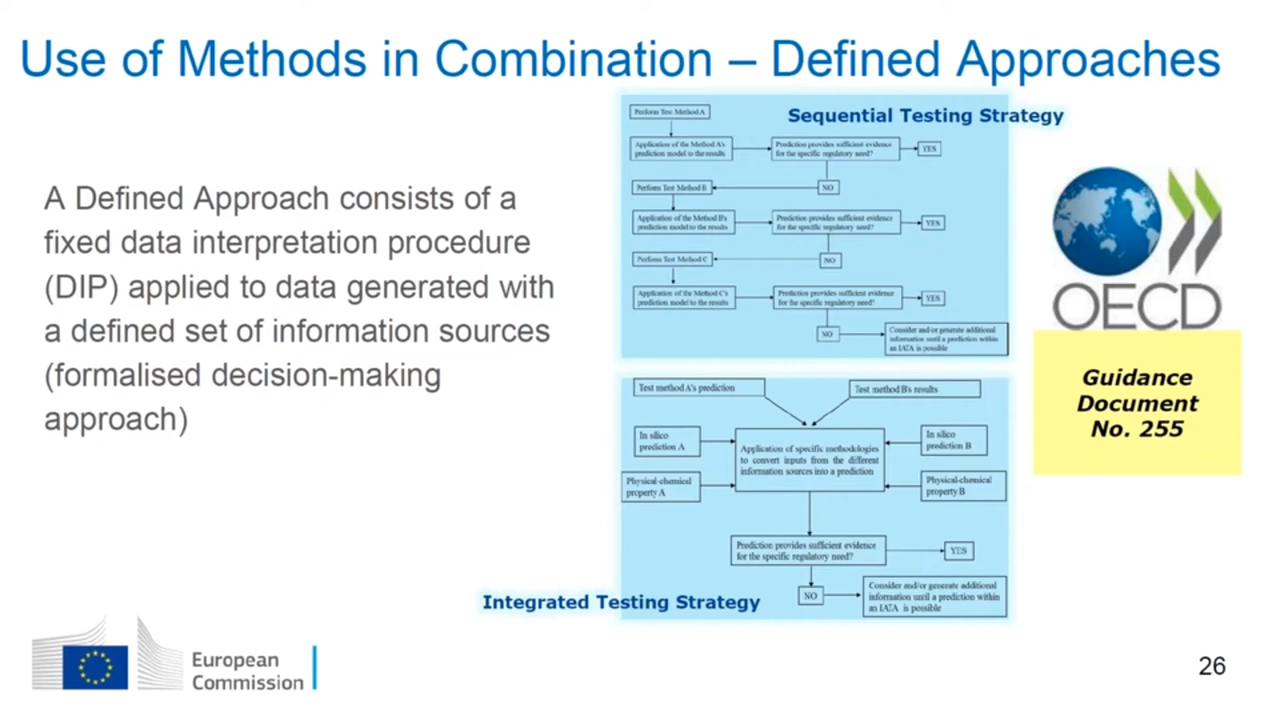 Use of Methods in Combination – Defined Approaches
A Defined Approach consists of a
fixed data interpretation procedure
(DIP) applied to data generated with
a defined set of information sources
(formalised decision-making
approach)
Sequential Testing Strategy
Perform Test Method A
Application of the Method A's
prediction model to the results
Prediction provides sufficient evidence
for the specific regulatory need?
YES
NO
Perform Test Method B
Application of the Method B's
prediction model to the results
Prediction provides sufficient evidence
for the specific regulatory need?
YES
NO
Perform Test Method C
Application of the Method C's
prediction model to the results
Prediction provides sufficient evidence
for the specific regulatory need?
YES
NO
Consider and/or generate additional
information until a prediction within
an IATA is possible
Test method A's prediction
Test method B's results
In silico
prediction A
Application of specific methodologies
to convert inputs from the different
information sources into a prediction
In silico
prediction B
Physical-chemical
property A
Physical-chemical
property B
Prediction provides sufficient evidence
for the specific regulatory need?
YES
NO
Consider and/or generate additional
information until a prediction within
an IATA is possible
Integrated Testing Strategy
OECD
Guidance
Document
No. 255
European
Commission
26